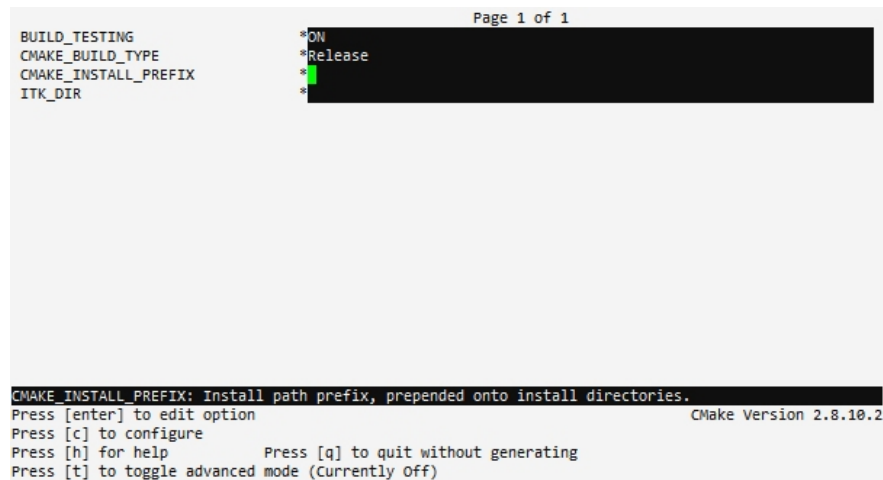 Page 1 of 1
BUILD_TESTING *ON
CMAKE_BUILD_TYPE *Release
CMAKE_INSTALL_PREFIX *
ITK_DIR *
CMAKE_INSTALL_PREFIX: Install path prefix, prepended onto install directories.
Press [enter] to edit option CMake Version 2.8.10.2
Press [c] to configure
Press [h] for help Press [q] to quit without generating
Press [t] to toggle advanced mode (Currently Off)